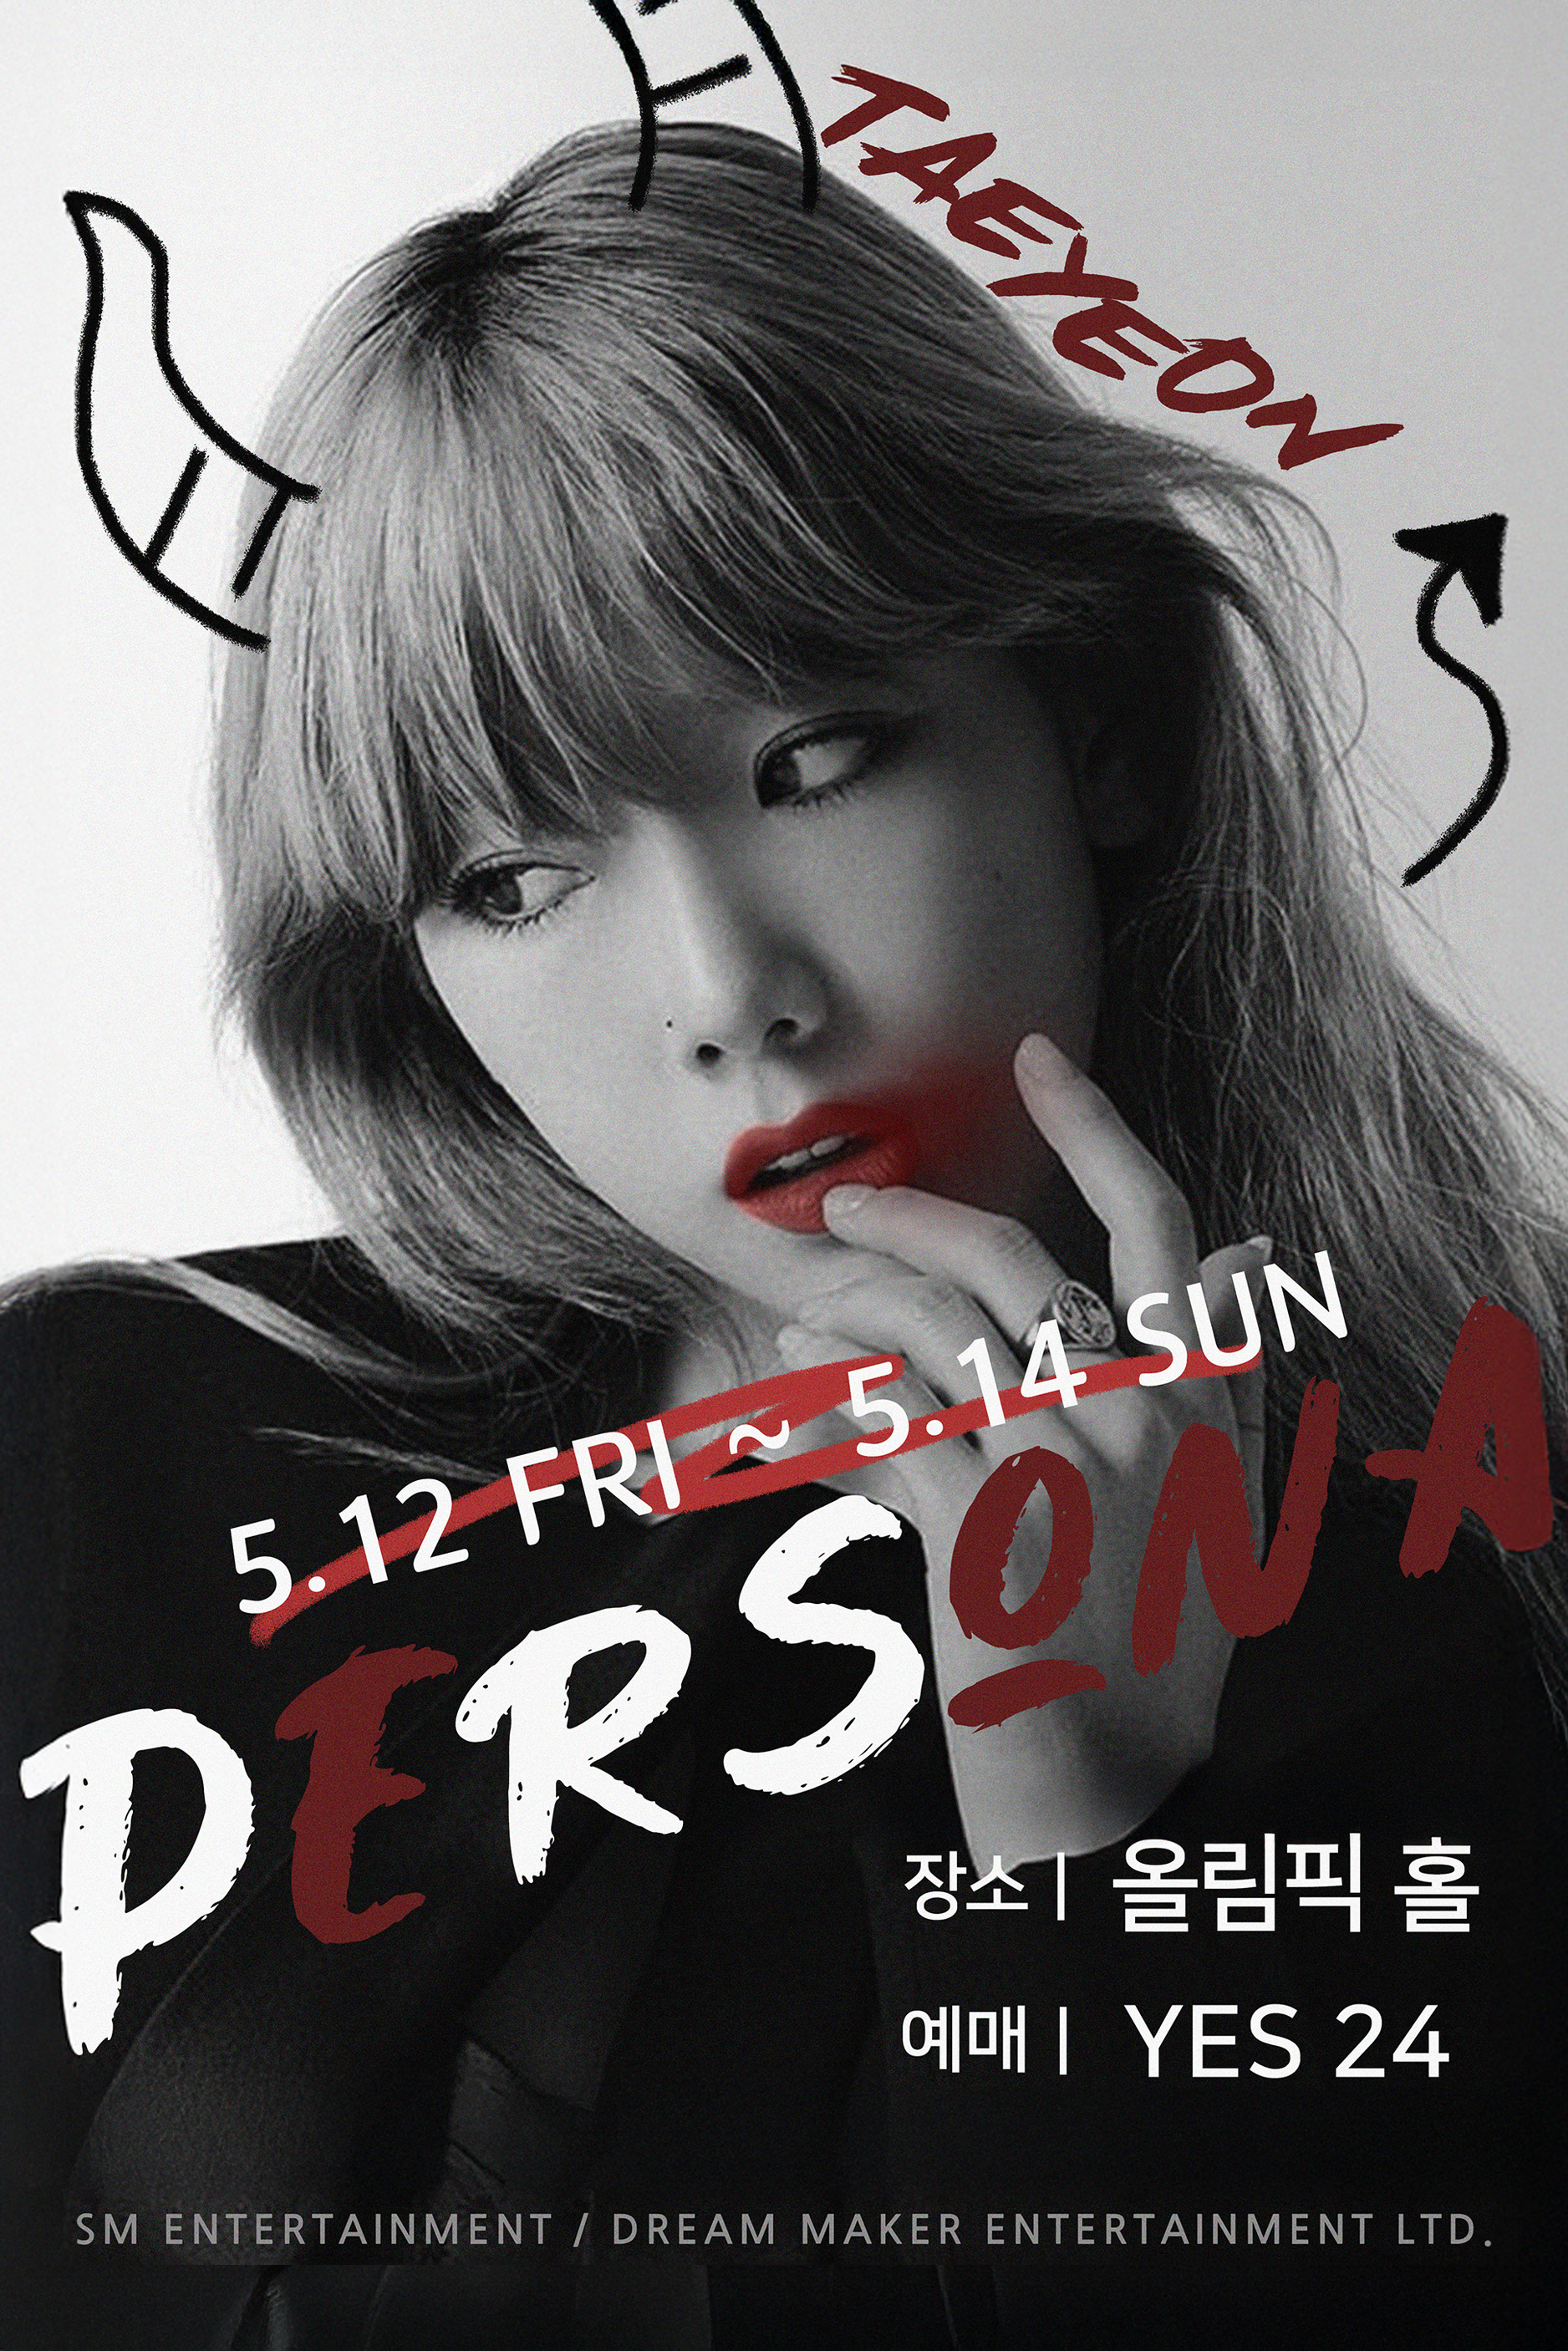 TAEYEON
5.12 FRI ~ 5.14 SUN
PERSONA
장소 | 올림픽 홀
예매 | YES 24
SM ENTERTAINMENT / DREAM MAKER ENTERTAINMENT LTD.